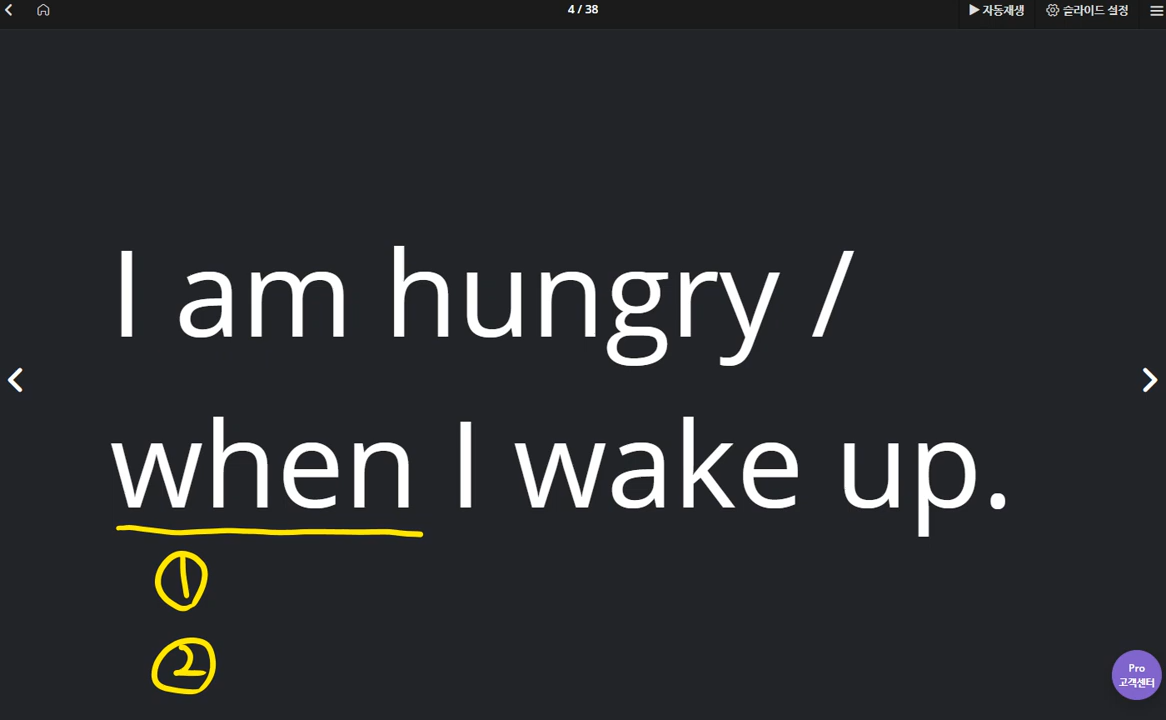 4 / 38
▶ 자동재생
슬라이드 설정
I am hungry /
when I wake up.
①
②
Pro
고객센터